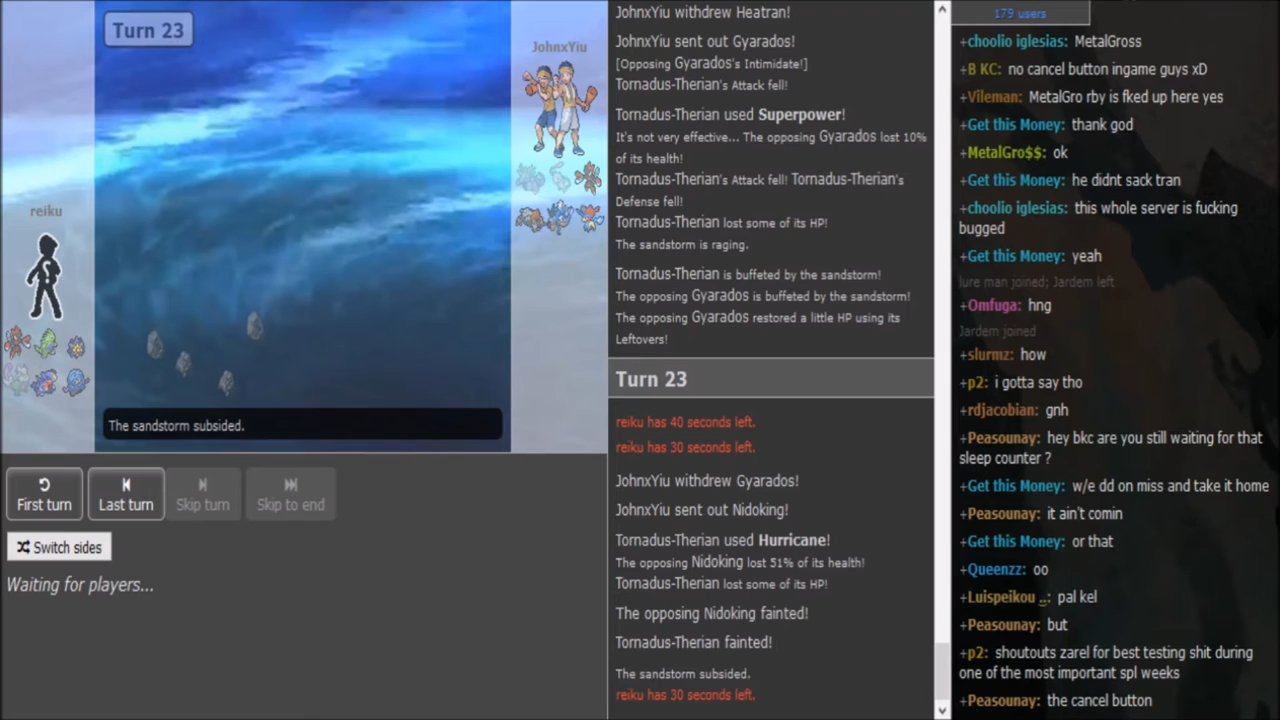 Turn 23
JohnxYiu
reiku
The sandstorm subsided.
First turn
Last turn
Skip turn
Skip to end
Switch sides
Waiting for players...
JohnxYiu withdrew Heatran!
JohnxYiu sent out Gyarados!
[Opposing Gyarados's Intimidate!]
Tornadus-Therian's Attack fell!
Tornadus-Therian used Superpower!
It's not very effective... The opposing Gyarados lost 10%
of its health!
Tornadus-Therian's Attack fell! Tornadus-Therian's
Defense fell!
Tornadus-Therian lost some of its HP!
The sandstorm is raging.
Tornadus-Therian is buffeted by the sandstorm!
The opposing Gyarados is buffeted by the sandstorm!
The opposing Gyarados restored a little HP using its
Leftovers!
Turn 23
reiku has 40 seconds left.
reiku has 30 seconds left.
JohnxYiu withdrew Gyarados!
JohnxYiu sent out Nidoking!
Tornadus-Therian used Hurricane!
The opposing Nidoking lost 51% of its health!
Tornadus-Therian lost some of its HP!
The opposing Nidoking fainted!
Tornadus-Therian fainted!
The sandstorm subsided.
reiku has 30 seconds left.
179 users
+choolio iglesias: MetalGross
+B KC: no cancel button ingame guys xD
+Vileman: MetalGro rby is fked up here yes
+Get this Money: thank god
+MetalGro$$: ok
+Get this Money: he didnt sack tran
+choolio iglesias: this whole server is fucking
bugged
+Get this Money: yeah
lure man joined; Jardem left
+Omfuga: hng
Jardem joined
+slurmz: how
+p2: i gotta say tho
+rdjacobian: gnh
+Peasounay: hey bkc are you still waiting for that
sleep counter ?
+Get this Money: w/e dd on miss and take it home
+Peasounay: it ain't comin
+Get this Money: or that
+Queenzz: oo
+Luispeikou ._.: pal kel
+Peasounay: but
+p2: shoutouts zarel for best testing shit during
one of the most important spl weeks
+Peasounay: the cancel button